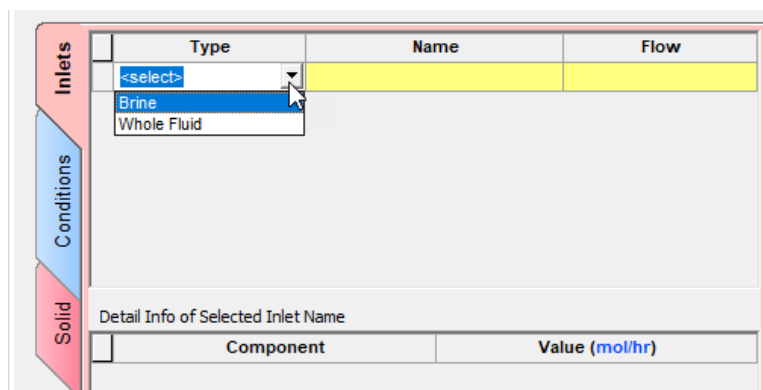 Inlets
Conditions
Solid
Type Name Flow
<select>
Brine
Whole Fluid
Detail Info of Selected Inlet Name
Component Value (mol/hr)